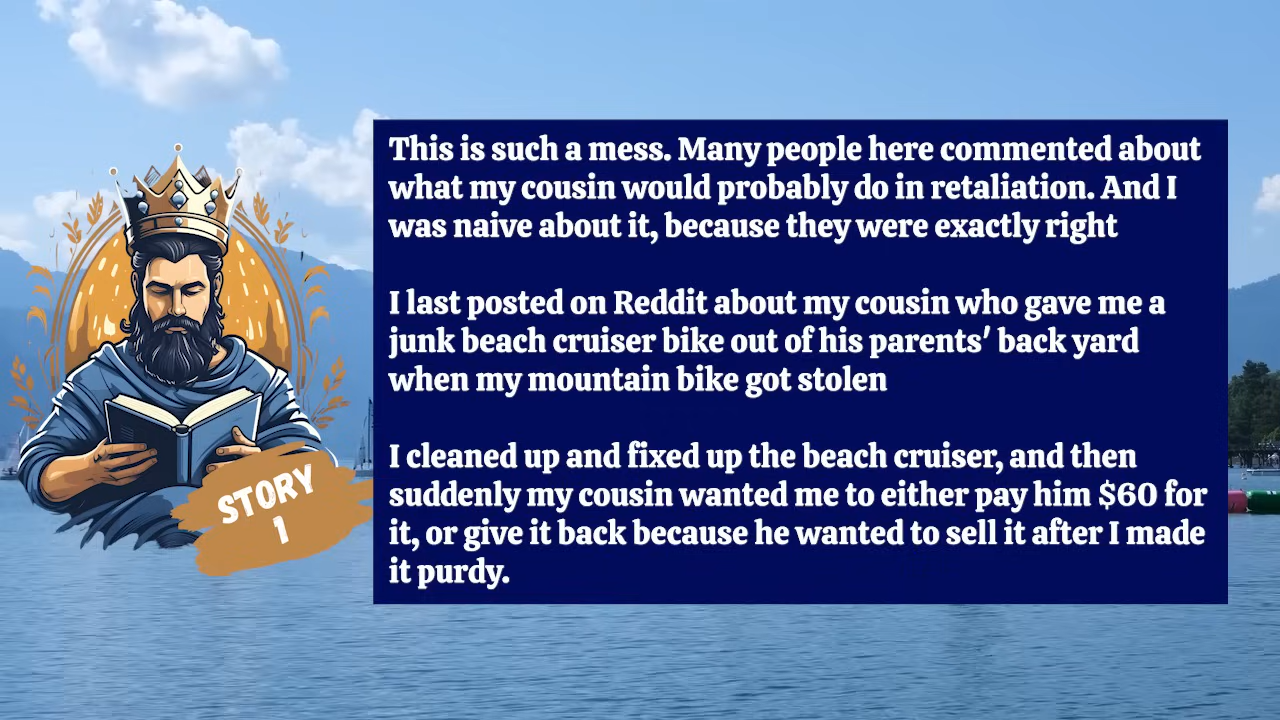 This is such a mess. Many people here commented about
what my cousin would probably do in retaliation. And I
was naive about it, because they were exactly right
I last posted on Reddit about my cousin who gave me a
junk beach cruiser bike out of his parents' back yard
when my mountain bike got stolen
I cleaned up and fixed up the beach cruiser, and then
suddenly my cousin wanted me to either pay him $60 for
it, or give it back because he wanted to sell it after I made
it purdy.
STORY
1